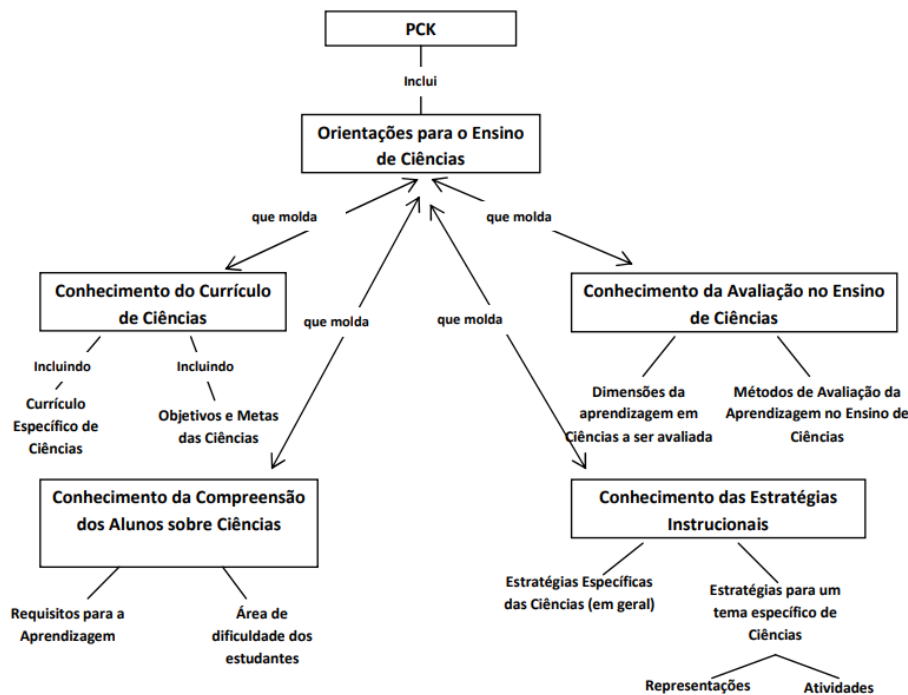 PCK
Inclui
Orientações para o Ensino
de Ciências
que molda
que molda
Conhecimento do Currículo
de Ciências
Conhecimento da Avaliação no Ensino
de Ciências
que molda
que molda
Incluindo
Incluindo
Currículo
Específico de
Ciências
Objetivos e Metas
das Ciências
Dimensões da
aprendizagem em
Ciências a ser avaliada
Métodos de Avaliação da
Aprendizagem no Ensino de
Ciências
Conhecimento da Compreensão
dos Alunos sobre Ciências
Conhecimento das Estratégias
Instrucionais
Requisitos para a
Aprendizagem
Área de
dificuldade dos
estudantes
Estratégias Específicas
das Ciências (em geral)
Estratégias para um
tema específico de
Ciências
Representações
Atividades